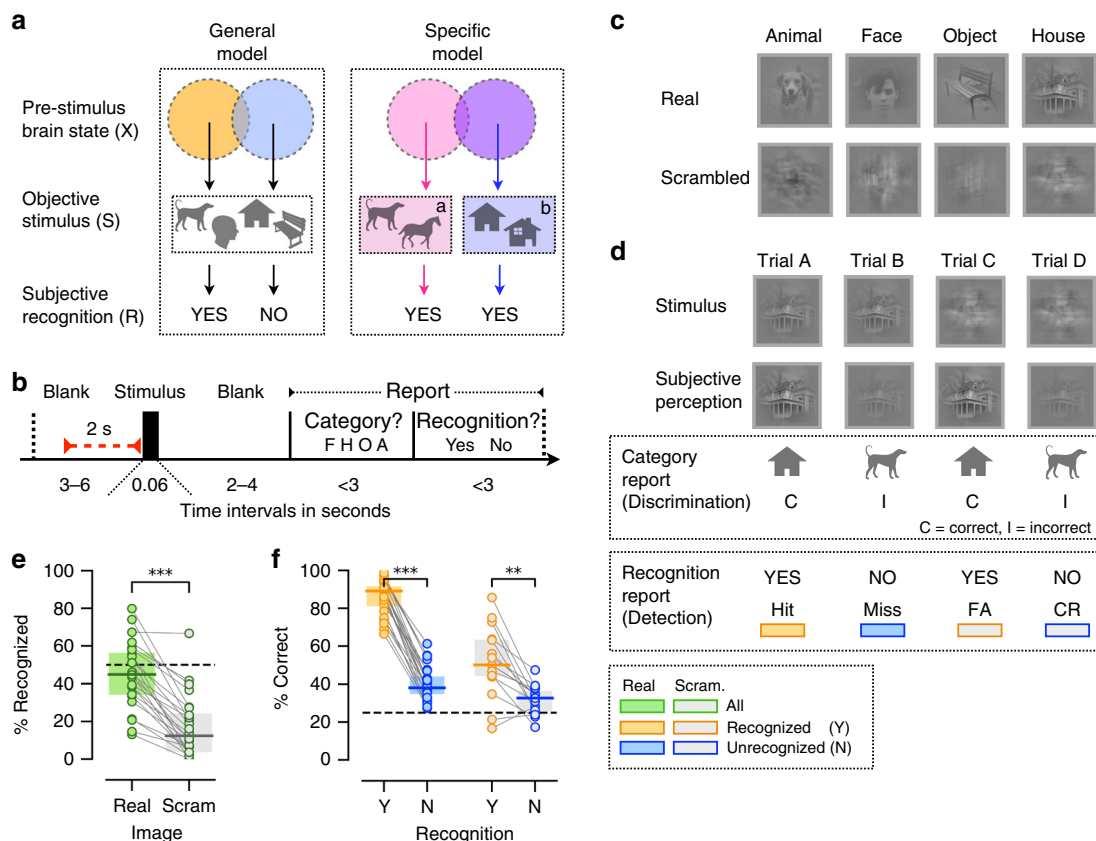 a
General model
Specific model
Pre-stimulus brain state (X)
Objective stimulus (S)
a
b
Subjective recognition (R)
YES NO
YES YES
b
Blank Stimulus Blank Report
2 s
Category? Recognition?
F H O A Yes No
3–6 0.06 2–4 <3 <3
Time intervals in seconds
c
Animal Face Object House
Real
Scrambled
d
Trial A Trial B Trial C Trial D
Stimulus
Subjective perception
Category report (Discrimination)
C I C I
C = correct, I = incorrect
Recognition report (Detection)
YES NO YES NO
Hit Miss FA CR
Real Scram.
All
Recognized (Y)
Unrecognized (N)
e
% Recognized
100
80
60
40
20
0
***
Real Scram
Image
f
% Correct
100
80
60
40
20
0
*** **
Y N Y N
Recognition